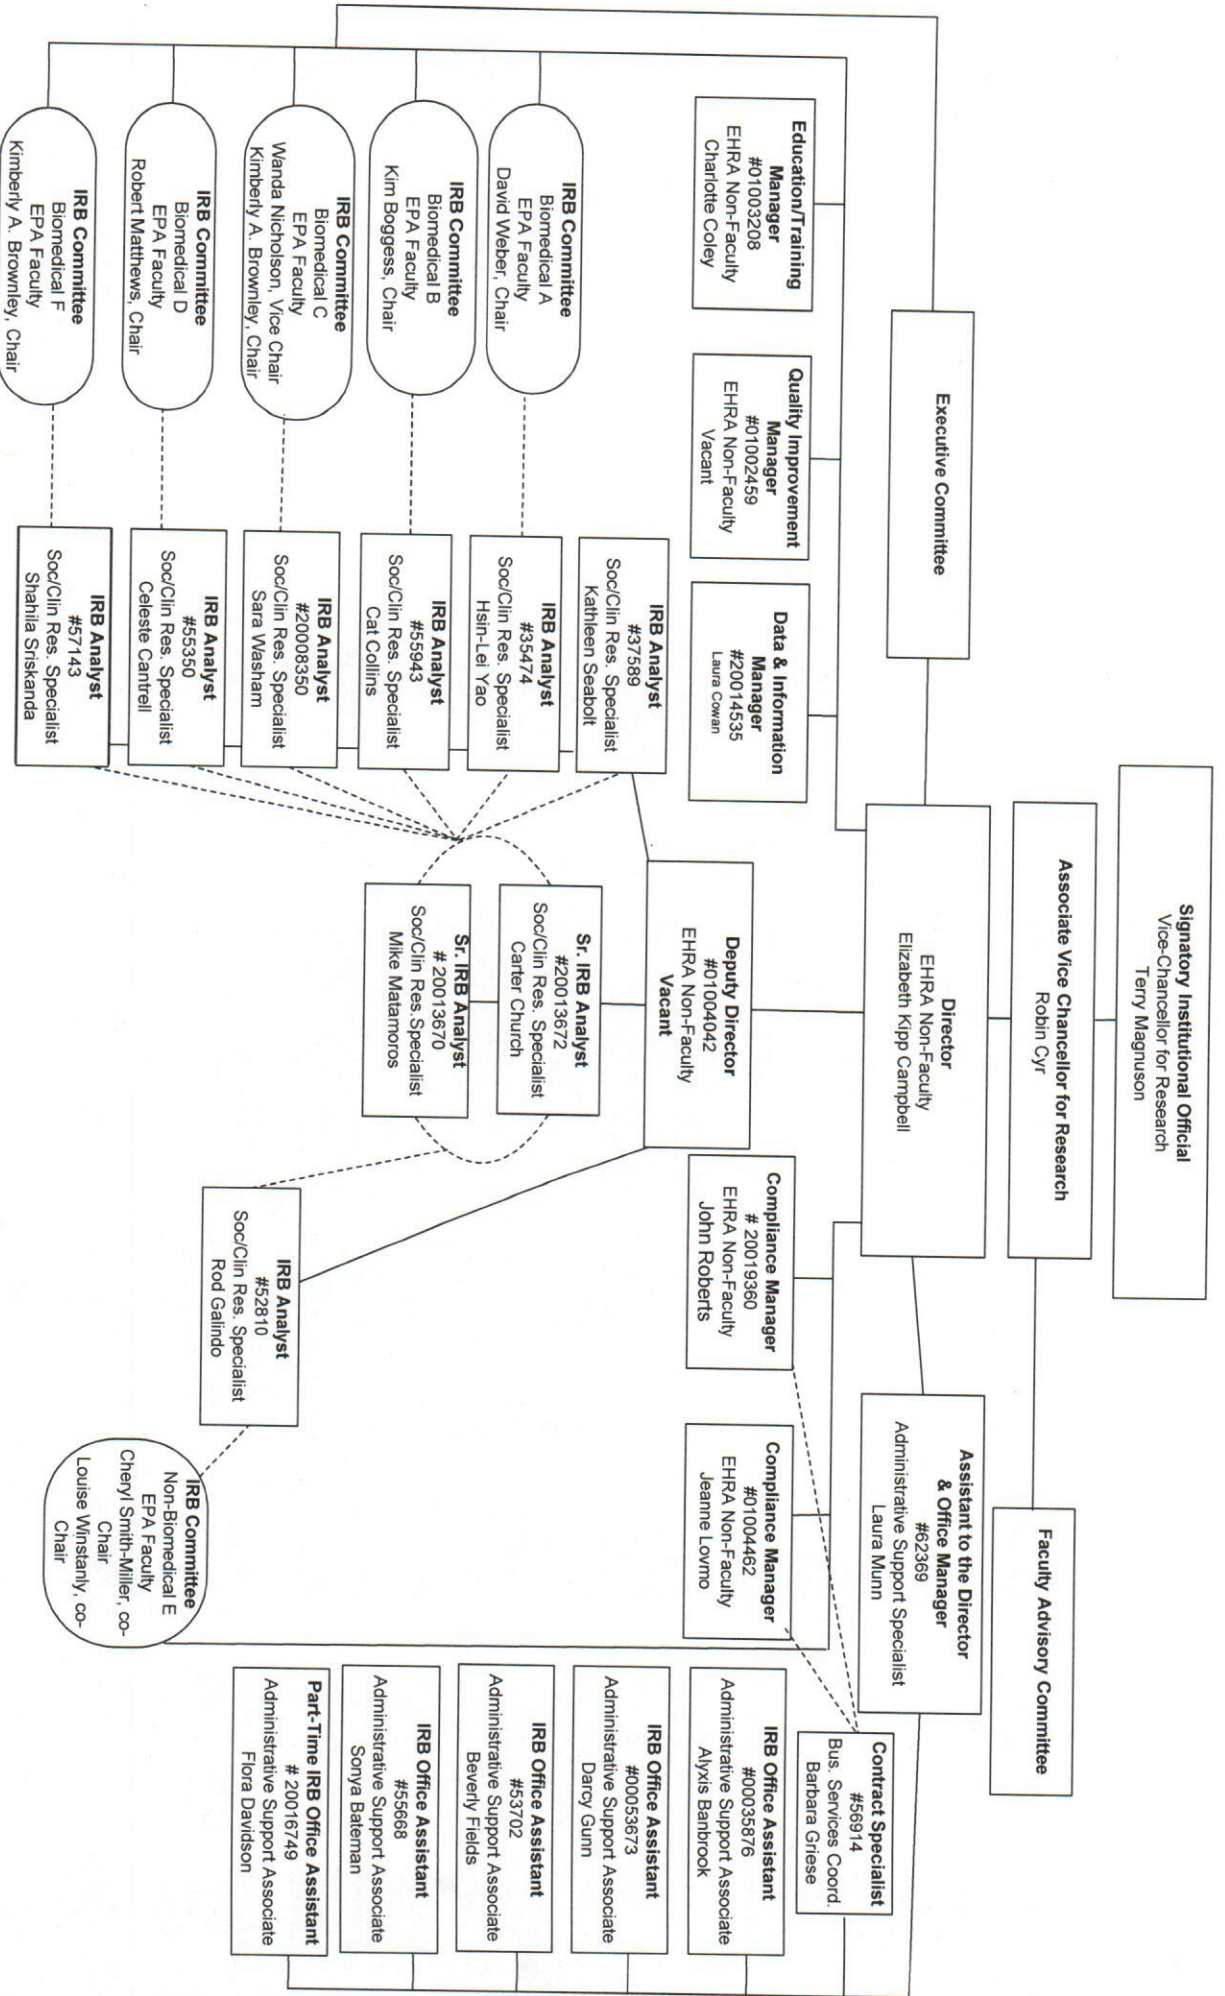 Signatory Institutional Official
Vice-Chancellor for Research
Terry Magnuson
Associate Vice Chancellor for Research
Robin Cyr
Faculty Advisory Committee
Executive Committee
Director
EHRA Non-Faculty
Elizabeth Kipp Campbell
Assistant to the Director
& Office Manager
#62369
Administrative Support Specialist
Laura Munn
Education/Training
Manager
#01003208
EHRA Non-Faculty
Charlotte Coley
Quality Improvement
Manager
#01002459
EHRA Non-Faculty
Vacant
Data & Information
Manager
#20014535
Laura Cowan
Deputy Director
#01004042
EHRA Non-Faculty
Vacant
Compliance Manager
# 20019360
EHRA Non-Faculty
John Roberts
Compliance Manager
#01004462
EHRA Non-Faculty
Jeanne Lovmo
Contract Specialist
#56914
Bus. Services Coord.
Barbara Griese
IRB Analyst
#37589
Soc/Clin Res. Specialist
Kathleen Seabolt
IRB Committee
Biomedical A
EPA Faculty
David Weber, Chair
IRB Analyst
#35474
Soc/Clin Res. Specialist
Hsin-Lei Yao
IRB Committee
Biomedical B
EPA Faculty
Kim Boggess, Chair
IRB Analyst
#55943
Soc/Clin Res. Specialist
Cat Collins
IRB Committee
Biomedical C
EPA Faculty
Wanda Nicholson, Vice Chair
Kimberly A. Brownley, Chair
IRB Analyst
#20008350
Soc/Clin Res. Specialist
Sara Washam
IRB Committee
Biomedical D
EPA Faculty
Robert Matthews, Chair
IRB Analyst
#55350
Soc/Clin Res. Specialist
Celeste Cantrell
IRB Committee
Biomedical F
EPA Faculty
Kimberly A. Brownley, Chair
IRB Analyst
#57143
Soc/Clin Res. Specialist
Shahila Sriskanda
Sr. IRB Analyst
#20013672
Soc/Clin Res. Specialist
Carter Church
Sr. IRB Analyst
# 20013670
Soc/Clin Res.Specialist
Mike Matamoros
IRB Analyst
#52810
Soc/Clin Res. Specialist
Rod Galindo
IRB Committee
Non-Biomedical E
EPA Faculty
Cheryl Smith-Miller, co-
Chair
Louise Winstanly, co-
Chair
IRB Office Assistant
#00035876
Administrative Support Associate
Alyxis Banbrook
IRB Office Assistant
#00053673
Administrative Support Associate
Darcy Gunn
IRB Office Assistant
#53702
Administrative Support Associate
Beverly Fields
IRB Office Assistant
#55668
Administrative Support Associate
Sonya Bateman
Part-Time IRB Office Assistant
# 20016749
Administrative Support Associate
Flora Davidson